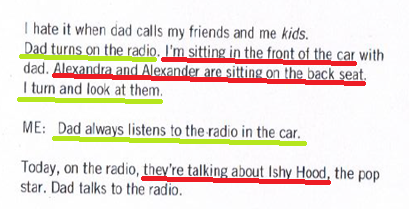 I hate it when dad calls my friends and me kids.
Dad turns on the radio. I'm sitting in the front of the car with
dad. Alexandra and Alexander are sitting on the back seat.
I turn and look at them.
ME: Dad always listens to the radio in the car.
Today, on the radio, they're talking about Ishy Hood, the pop
star. Dad talks to the radio.